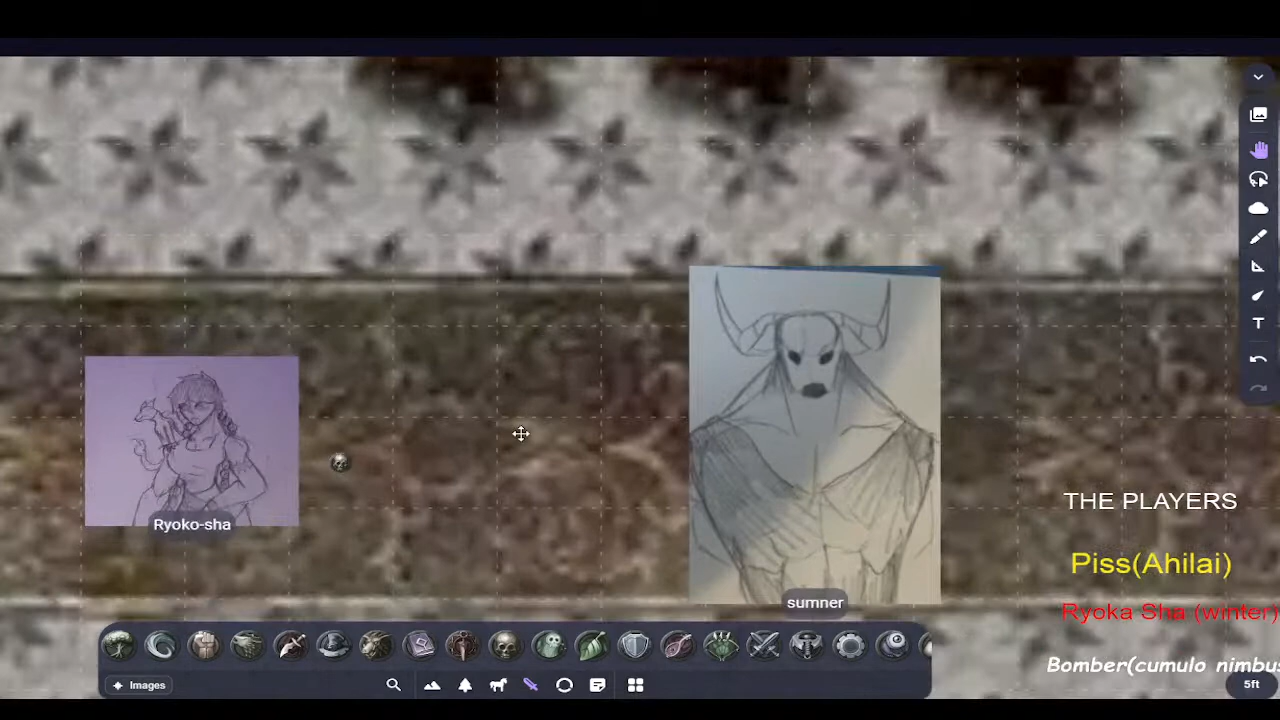 Ryoko-sha
sumner
THE PLAYERS
Piss(Ahilai)
Ryoka Sha (winter)
Bomber(cumulo nimbus
Images
5ft